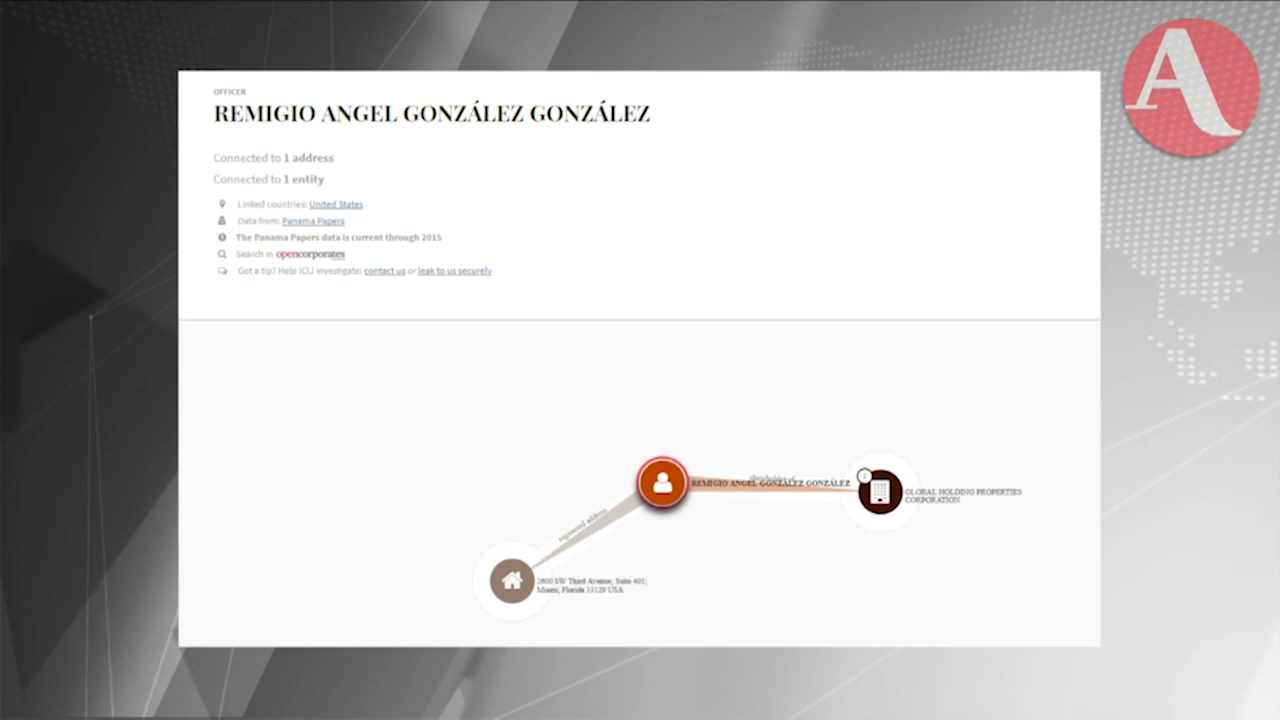 A
OFFICER
REMIGIO ANGEL GONZÁLEZ GONZÁLEZ
Connected to 1 address
Connected to 1 entity
Linked countries: United States
Data from: Panama Papers
The Panama Papers data is current through 2015
Search in opencorporates
Got a tip? Help ICIJ investigate: contact us or leak to us securely
shareholder of
REMIGIO ANGEL GONZÁLEZ GONZÁLEZ
GLOBAL HOLDING PROPERTIES
CORPORATION
registered address
2600 SW Third Avenue; Suite 401;
Miami; Florida 33129 USA